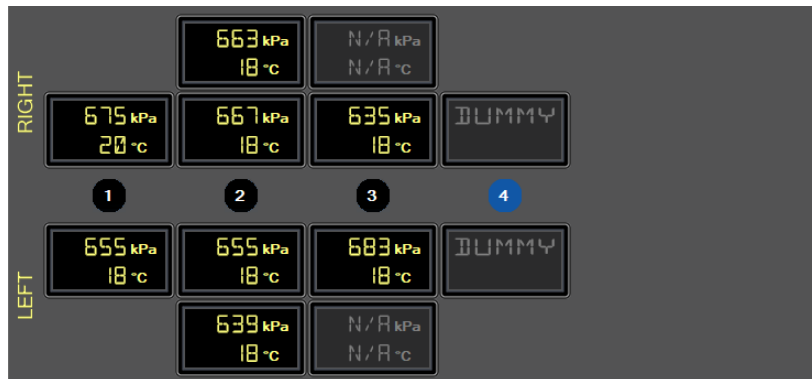 663 kPa N/A kPa
18 °C N/A °C
RIGHT
675 kPa 667 kPa 635 kPa DUMMY
20 °C 18 °C 18 °C
1 2 3 4
655 kPa 655 kPa 683 kPa DUMMY
18 °C 18 °C 18 °C
LEFT
639 kPa N/A kPa
18 °C N/A °C